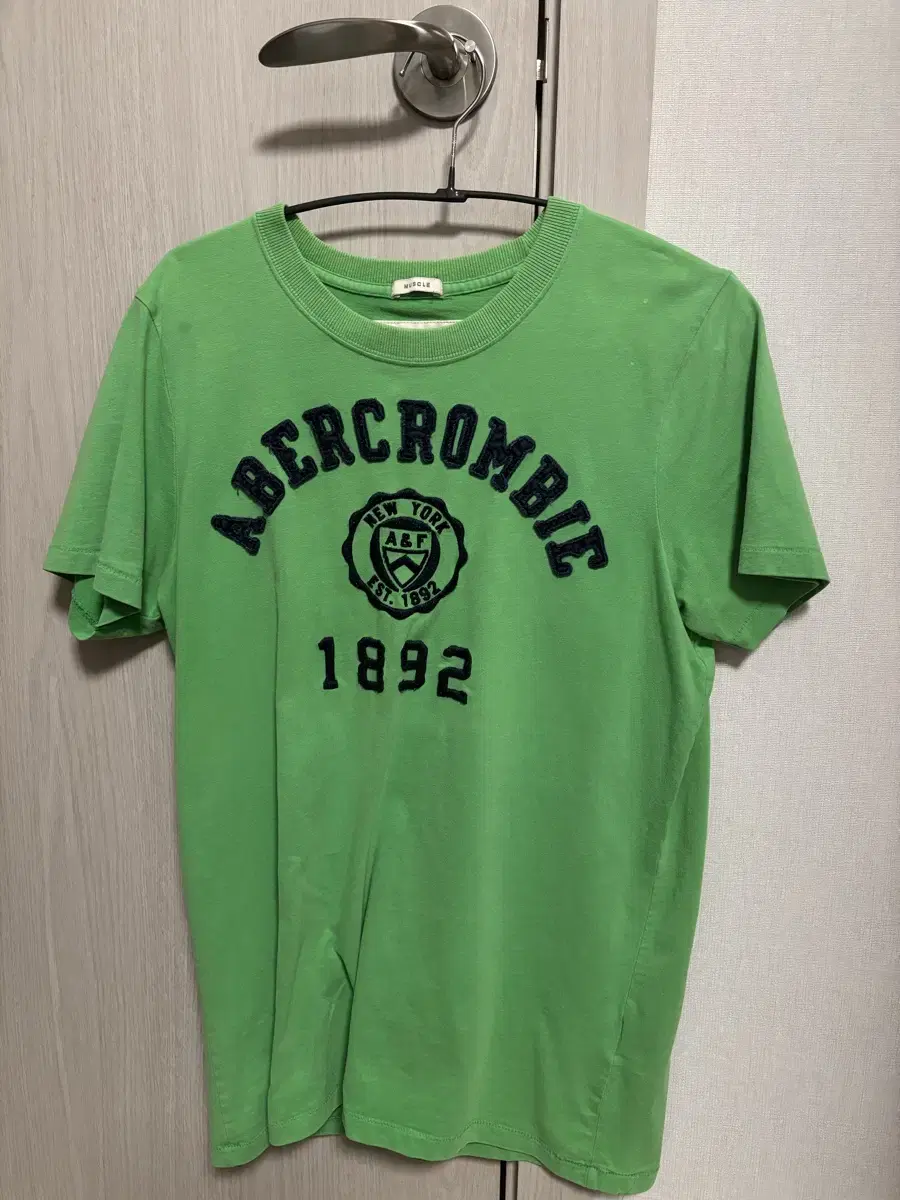 MUSCLE
ABERCROMBIE
NEW YORK
A&F
EST. 1892
1892